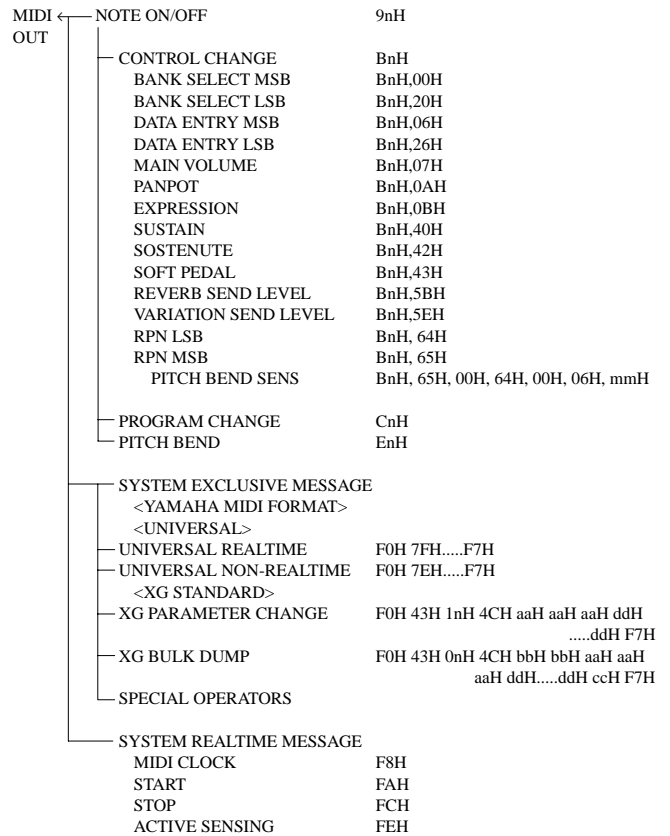 MIDI NOTE ON/OFF 9nH
OUT
CONTROL CHANGE BnH
BANK SELECT MSB BnH,00H
BANK SELECT LSB BnH,20H
DATA ENTRY MSB BnH,06H
DATA ENTRY LSB BnH,26H
MAIN VOLUME BnH,07H
PANPOT BnH,0AH
EXPRESSION BnH,0BH
SUSTAIN BnH,40H
SOSTENUTE BnH,42H
SOFT PEDAL BnH,43H
REVERB SEND LEVEL BnH,5BH
VARIATION SEND LEVEL BnH,5EH
RPN LSB BnH, 64H
RPN MSB BnH, 65H
PITCH BEND SENS BnH, 65H, 00H, 64H, 00H, 06H, mmH
PROGRAM CHANGE CnH
PITCH BEND EnH
SYSTEM EXCLUSIVE MESSAGE
<YAMAHA MIDI FORMAT>
<UNIVERSAL>
UNIVERSAL REALTIME F0H 7FH.....F7H
UNIVERSAL NON-REALTIME F0H 7EH.....F7H
<XG STANDARD>
XG PARAMETER CHANGE F0H 43H 1nH 4CH aaH aaH aaH ddH
.....ddH F7H
XG BULK DUMP F0H 43H 0nH 4CH bbH bbH aaH aaH
aaH ddH.....ddH ccH F7H
SPECIAL OPERATORS
SYSTEM REALTIME MESSAGE
MIDI CLOCK F8H
START FAH
STOP FCH
ACTIVE SENSING FEH